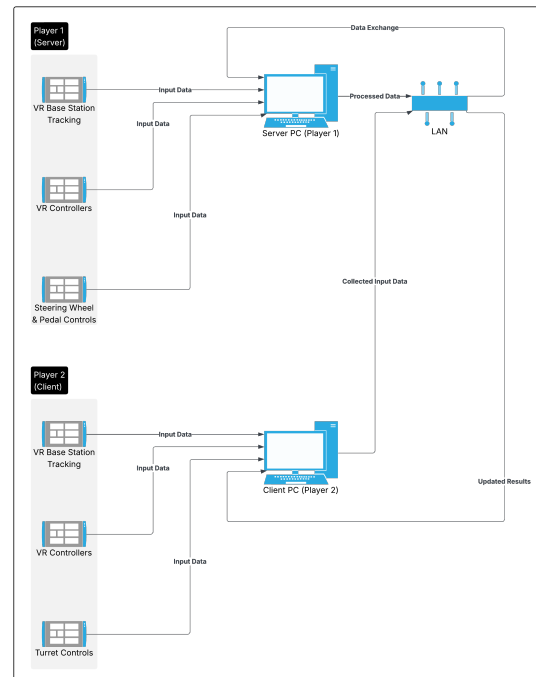 Player 1
(Server)
Data Exchange
VR Base Station
Tracking
Input Data
Processed Data
Server PC (Player 1)
LAN
Input Data
VR Controllers
Input Data
Steering Wheel
& Pedal Controls
Collected Input Data
Player 2
(Client)
VR Base Station
Tracking
Input Data
Input Data
Client PC (Player 2)
Updated Results
VR Controllers
Input Data
Turret Controls